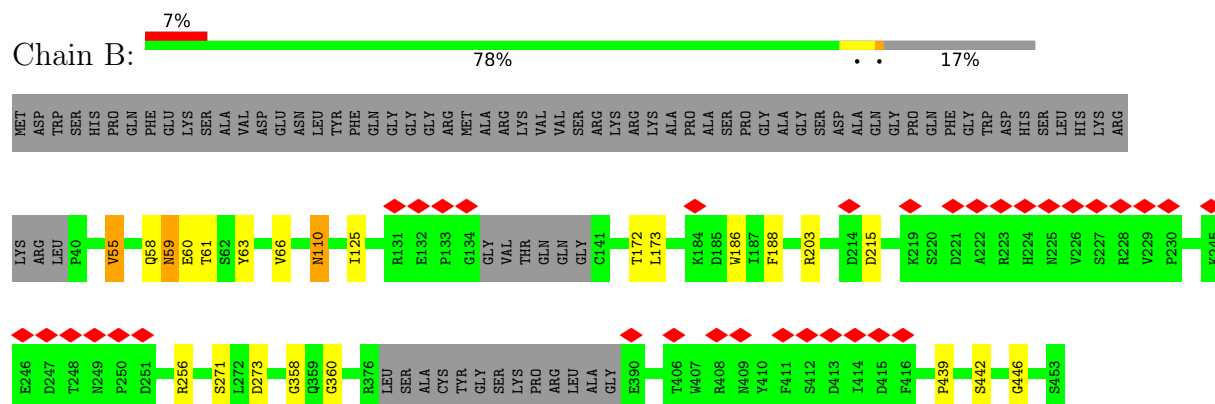 7%
Chain B:
78%
17%
MET ASP TRP SER HIS PRO GLN PHE GLU LYS SER ALA VAL ASP GLU ASN LEU TYR PHE GLN GLY GLY GLY ARG MET ALA ARG LYS VAL VAL SER ARG LYS ARG LYS ALA PRO ALA SER PRO GLY ALA GLY SER ASP ALA GLN GLY PRO GLN PHE GLY TRP ASP HIS SER LEU HIS LYS ARG
LYS ARG LEU P40 V55 Q58 N59 E60 T61 S62 Y63 V66 N110 I125 R131 E132 P133 G134 GLY VAL THR GLN GLN GLY C141 T172 L173 K184 D185 W186 I187 F188 R203 D214 D215 K219 S220 D221 A222 R223 H224 N225 V226 S227 R228 V229 P230 K245
E246 D247 T248 N249 P250 D251 R256 S271 L272 D273 G358 Q359 G360 R376 LEU SER ALA CYS TYR GLY SER LYS PRO ARG LEU ALA GLY E390 T406 W407 R408 N409 Y410 F411 S412 D413 I414 D415 F416 P439 S442 G446 S453